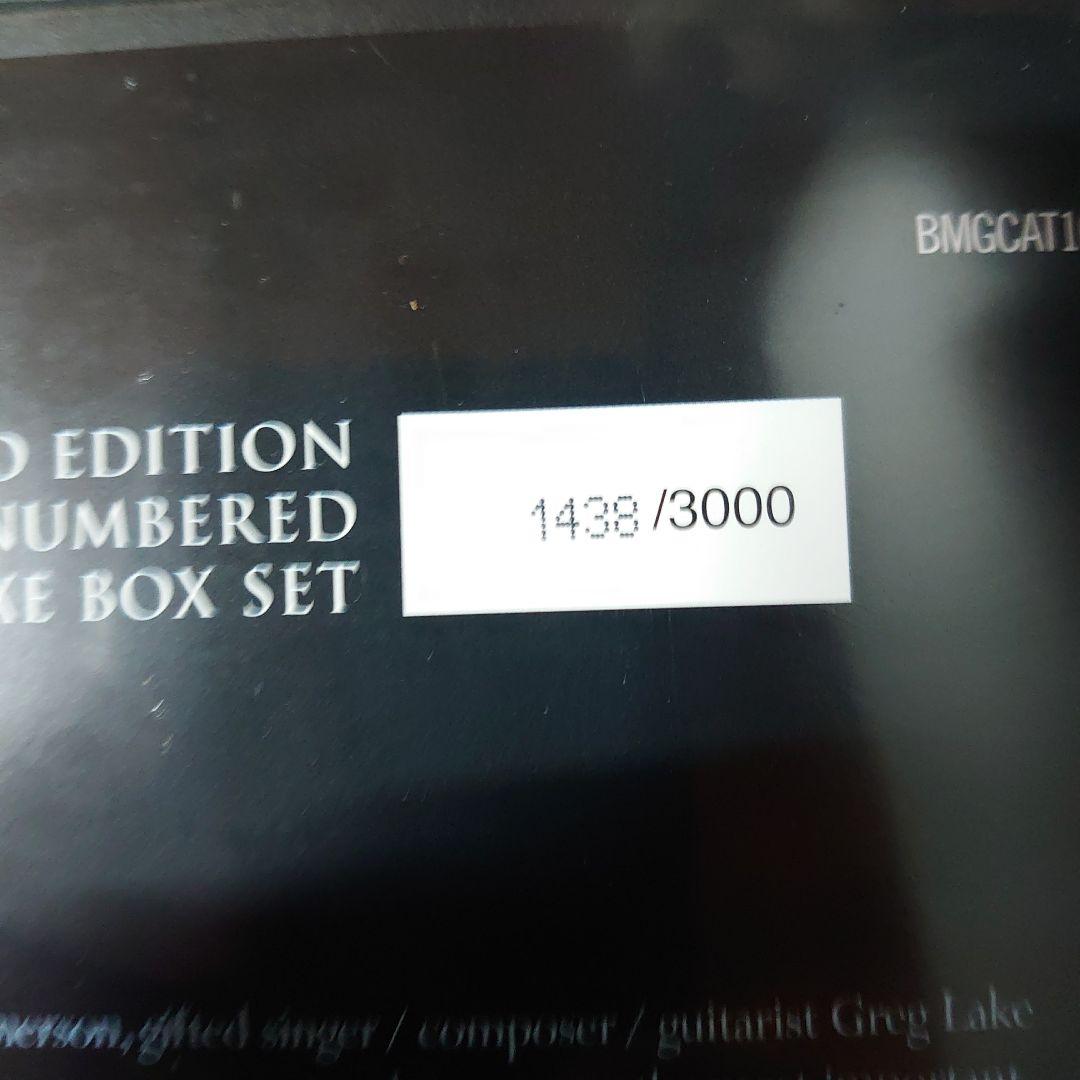 BMGCAT1
D EDITION
NUMBERED
XE BOX SET
1438 /3000
nerson, gifted singer / composer / guitarist Greg Lake